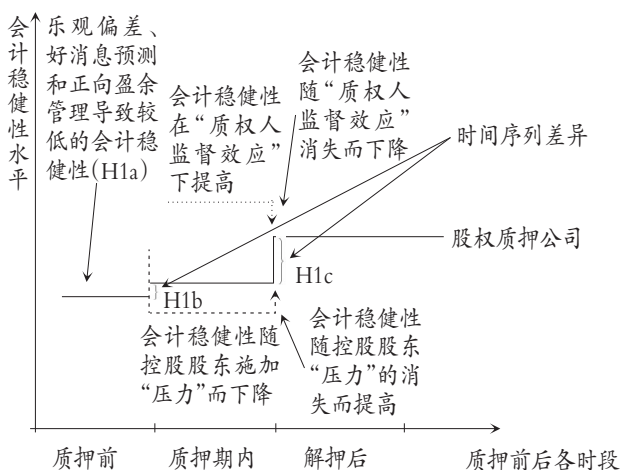 会
计
稳
健
性
水
平
乐观偏差、
好消息预测
和正向盈余
管理导致较
低的会计稳
健性(H1a)
会计稳健性
在“质权人
监督效应”
下提高
会计稳健性
随“质权人
监督效应”
消失而下降
时间序列差异
股权质押公司
H1b
H1c
会计稳健性随
控股股东施加
“压力”而下降
会计稳健性
随控股股东
“压力”的消
失而提高
质押前
质押期内
解押后
质押前后各时段